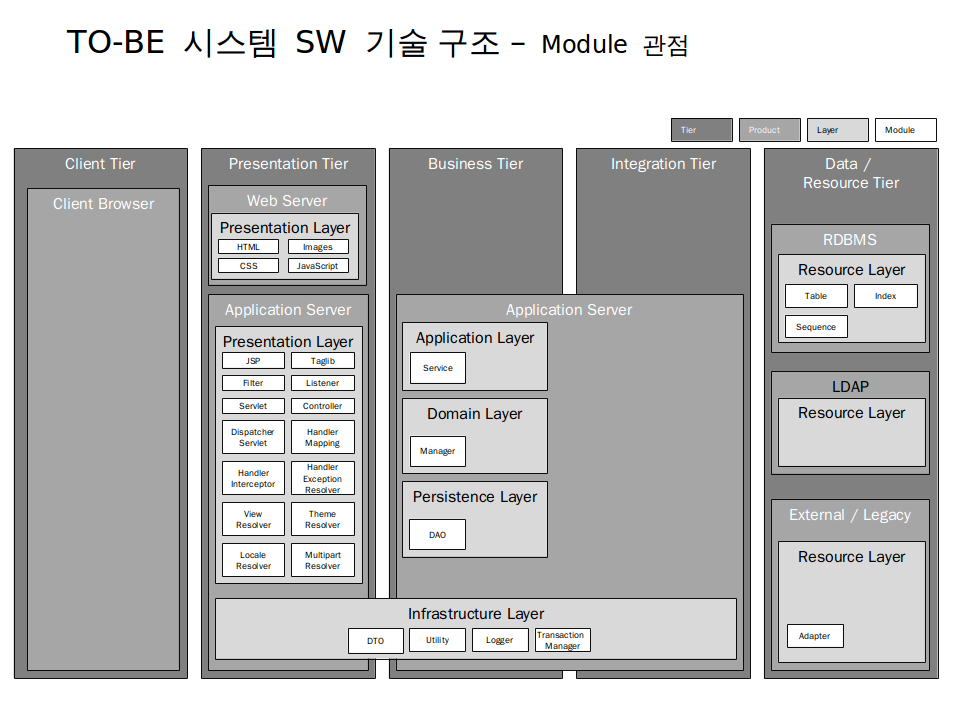 TO-BE 시스템 SW 기술 구조 – Module 관점
Tier
Product
Layer
Module
Client Tier
Client Browser
Presentation Tier
Web Server
Presentation Layer
HTML
Images
CSS
JavaScript
Application Server
Presentation Layer
JSP
Taglib
Filter
Listener
Servlet
Controller
Dispatcher
Servlet
Handler
Mapping
Handler
Interceptor
Handler
Exception
Resolver
View
Resolver
Theme
Resolver
Locale
Resolver
Multipart
Resolver
Business Tier
Integration Tier
Application Server
Application Layer
Service
Domain Layer
Manager
Persistence Layer
DAO
Infrastructure Layer
DTO
Utility
Logger
Transaction
Manager
Data /
Resource Tier
RDBMS
Resource Layer
Table
Index
Sequence
LDAP
Resource Layer
External / Legacy
Resource Layer
Adapter